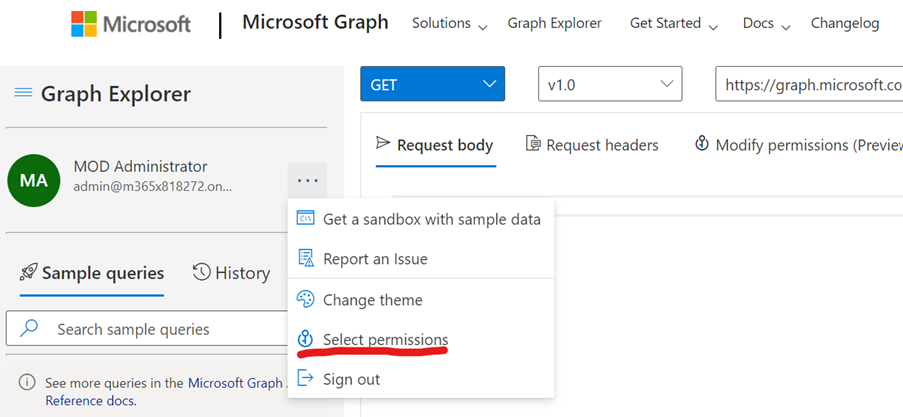 Microsoft
Microsoft Graph
Solutions
Graph Explorer
Get Started
Docs
Changelog
Graph Explorer
GET
v1.0
https://graph.microsoft.co
MA
MOD Administrator
admin@m365x818272.on...
...
Request body
Request headers
Modify permissions (Preview
Get a sandbox with sample data
Report an Issue
Change theme
Select permissions
Sign out
Sample queries
History
Search sample queries
See more queries in the Microsoft Graph
Reference docs.